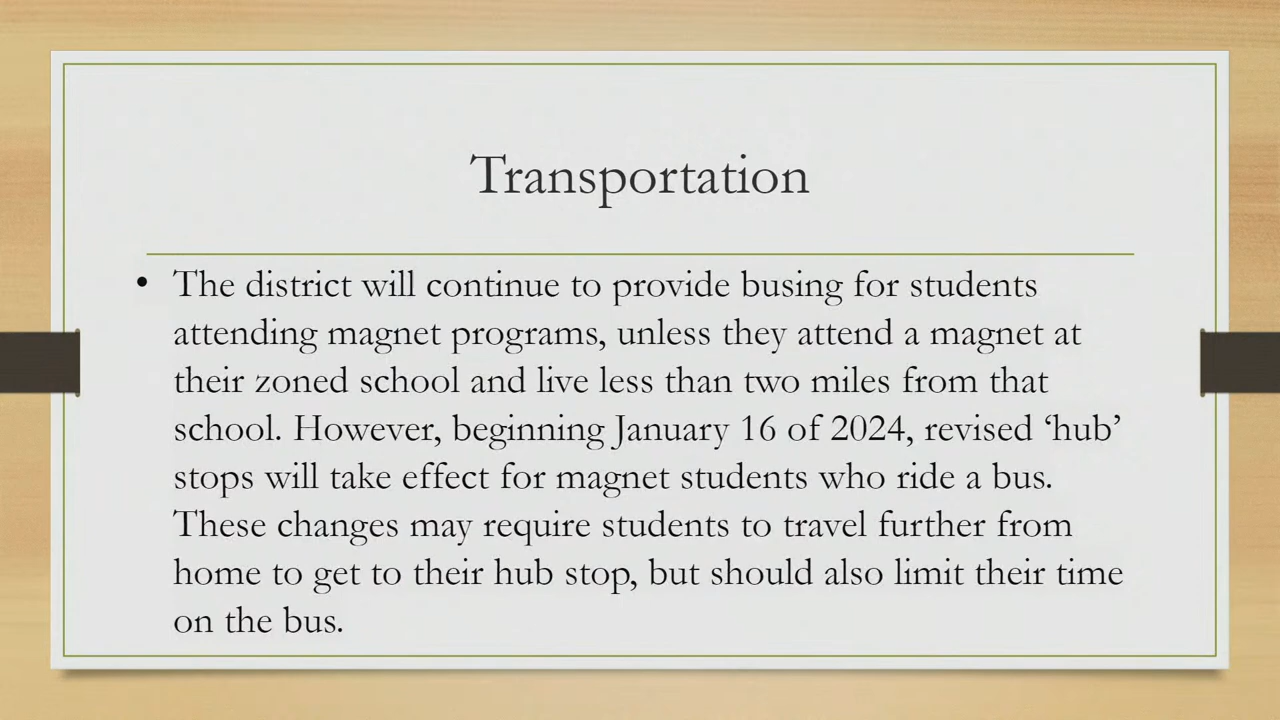 Transportation
• The district will continue to provide busing for students
attending magnet programs, unless they attend a magnet at
their zoned school and live less than two miles from that
school. However, beginning January 16 of 2024, revised ‘hub’
stops will take effect for magnet students who ride a bus.
These changes may require students to travel further from
home to get to their hub stop, but should also limit their time
on the bus.